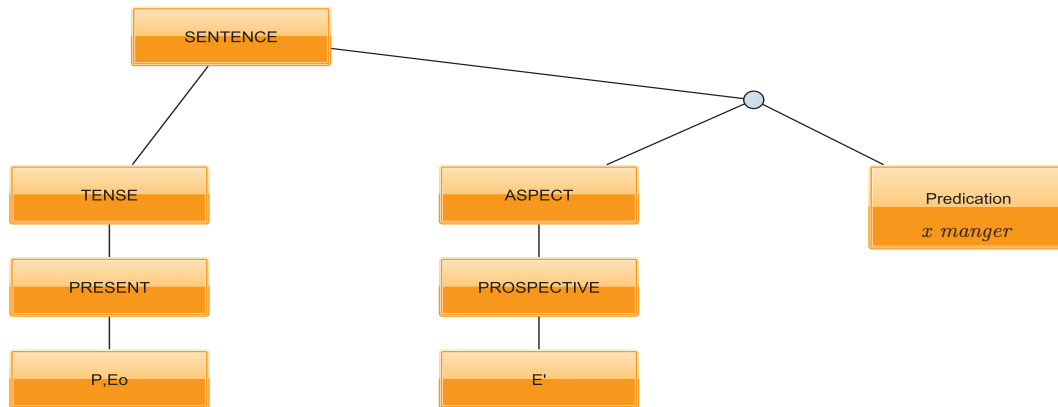 SENTENCE
TENSE
ASPECT
Predication
x manger
PRESENT
PROSPECTIVE
P,Eo
E'